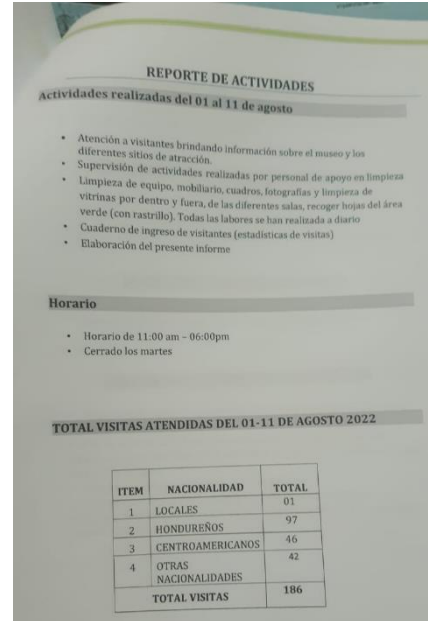 REPORTE DE ACTIVIDADES
Actividades realizadas del 01 al 11 de agosto
• Atención a visitantes brindando información sobre el museo y los
diferentes sitios de atracción.
• Supervisión de actividades realizadas por personal de apoyo en limpieza
• Limpieza de equipo, mobiliario, cuadros, fotografías y limpieza de
vitrinas por dentro y fuera, de las diferentes salas, recoger hojas del área
verde (con rastrillo). Todas las labores se han realizada a diario
• Cuaderno de ingreso de visitantes (estadísticas de visitas)
• Elaboración del presente informe
Horario
• Horario de 11:00 am – 06:00pm
• Cerrado los martes
TOTAL VISITAS ATENDIDAS DEL 01-11 DE AGOSTO 2022
ITEM NACIONALIDAD TOTAL
1 LOCALES 01
2 HONDUREÑOS 97
3 CENTROAMERICANOS 46
4 OTRAS 42
NACIONALIDADES
TOTAL VISITAS 186